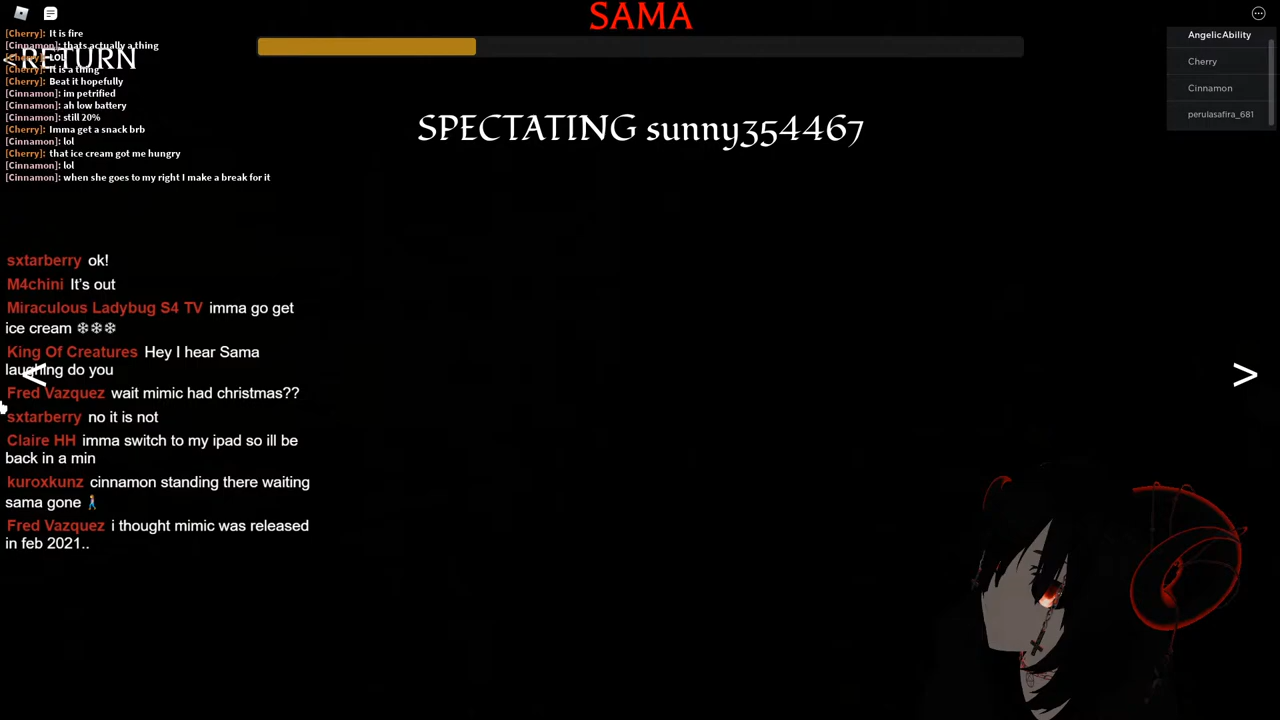 SAMA
[Cherry]: It is fire
[Cinnamon]: thats actually a thing
[Cherry]: LOL
<RETURN
[Cinnamon]: It is a thing
[Cherry]: Beat it hopefully
[Cinnamon]: im petrified
[Cinnamon]: ah low battery
[Cinnamon]: still 20%
[Cherry]: Imma get a snack brb
[Cinnamon]: lol
[Cherry]: that ice cream got me hungry
[Cinnamon]: lol
[Cinnamon]: when she goes to my right I make a break for it
SPECTATING sunny354467
AngelicAbility
Cherry
Cinnamon
perulasafira_681
sxtarberry ok!
M4chini It's out
Miraculous Ladybug S4 TV imma go get
ice cream ❄❄❄
King Of Creatures Hey I hear Sama
laughing do you
Fred Vazquez wait mimic had christmas??
sxtarberry no it is not
Claire HH imma switch to my ipad so ill be
back in a min
kuroxkunz cinnamon standing there waiting
sama gone 🚶
Fred Vazquez i thought mimic was released
in feb 2021..
<
>